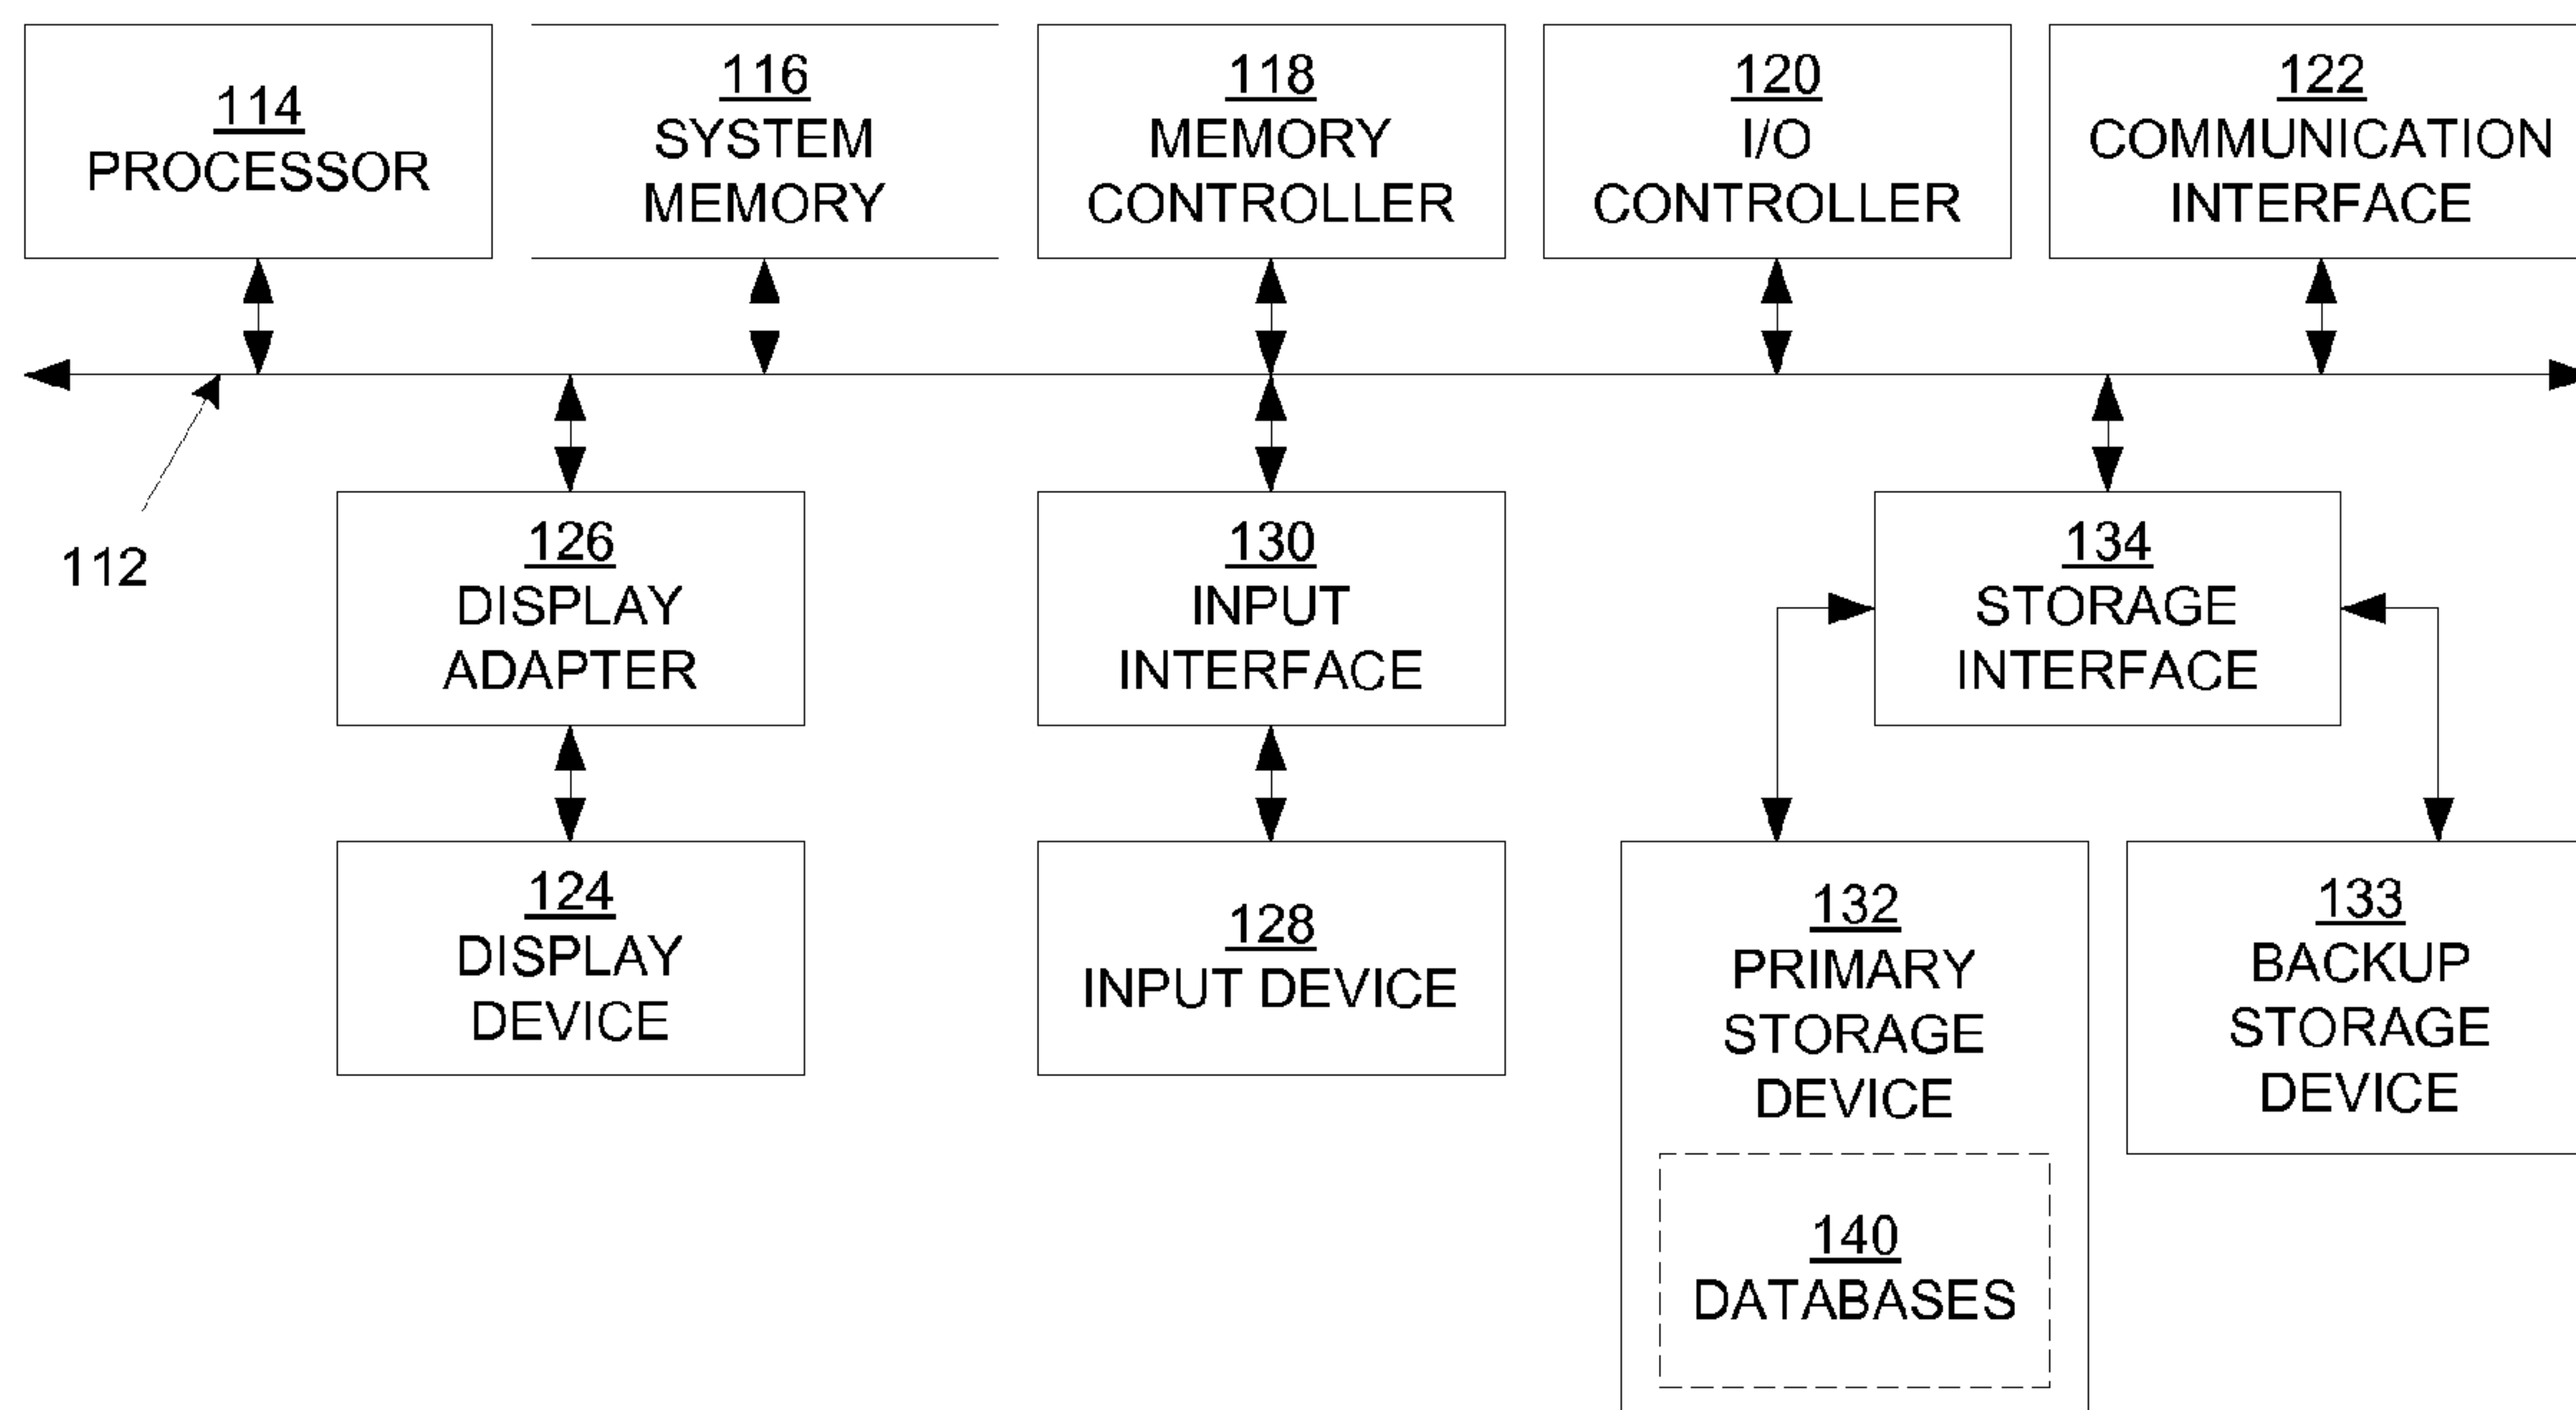 114
PROCESSOR
116
SYSTEM
MEMORY
118
MEMORY
CONTROLLER
120
I/O
CONTROLLER
122
COMMUNICATION
INTERFACE
112
126
DISPLAY
ADAPTER
130
INPUT
INTERFACE
134
STORAGE
INTERFACE
124
DISPLAY
DEVICE
128
INPUT DEVICE
132
PRIMARY
STORAGE
DEVICE
133
BACKUP
STORAGE
DEVICE
140
DATABASES